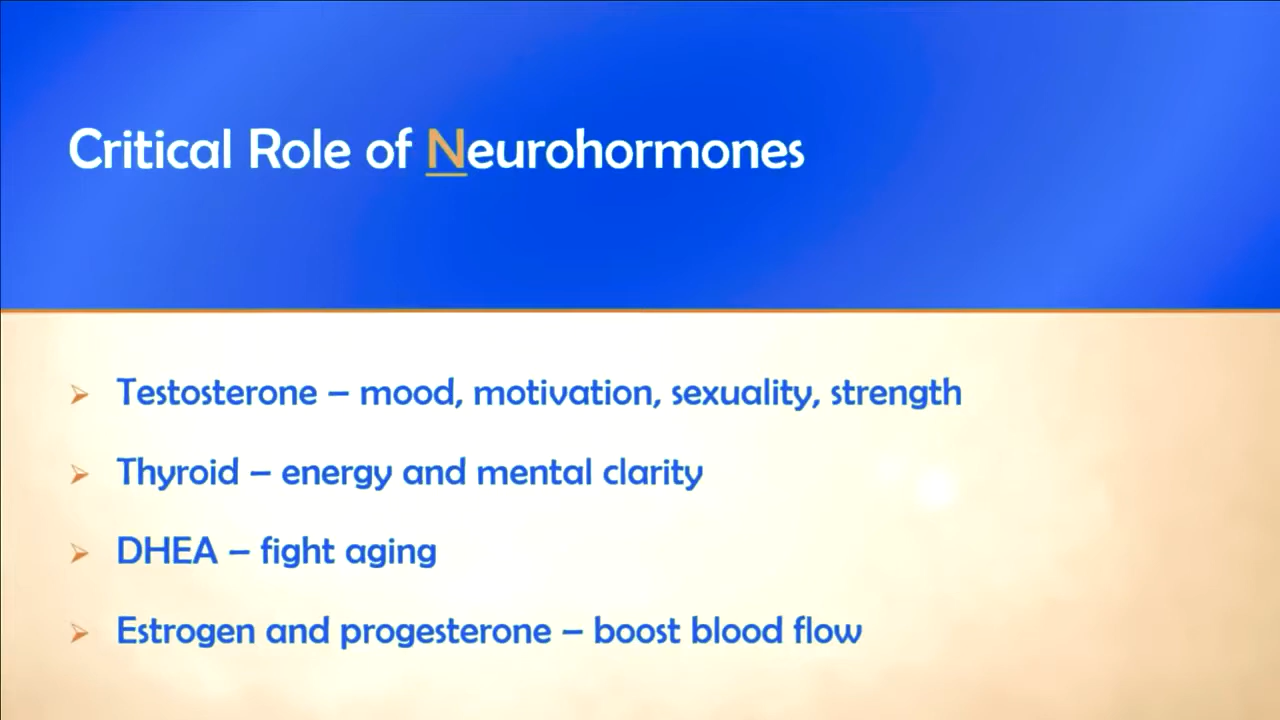 Critical Role of Neurohormones
➢ Testosterone – mood, motivation, sexuality, strength
➢ Thyroid – energy and mental clarity
➢ DHEA – fight aging
➢ Estrogen and progesterone – boost blood flow